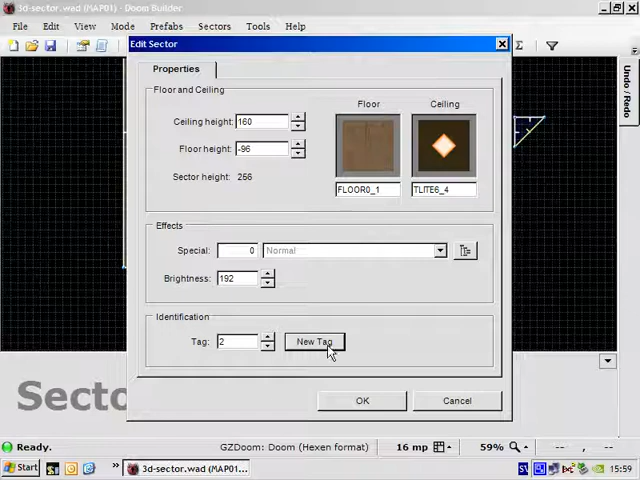 3d-sector.wad (MAP01) - Doom Builder
File Edit View Mode Prefabs Sectors Tools Help
Edit Sector
Properties
Floor and Ceiling
Floor Ceiling
Ceiling height: 160
Floor height: -96
Sector height: 256
FLOOR0_1 TLITE6_4
Effects
Special: 0 Normal
Brightness: 192
Identification
Tag: 2 New Tag
OK Cancel
Undo / Redo
Secto
Ready. GZDoom: Doom (Hexen format) 16 mp 59% -- , --
Start » 3d-sector.wad (MAP01... SV « 15:59